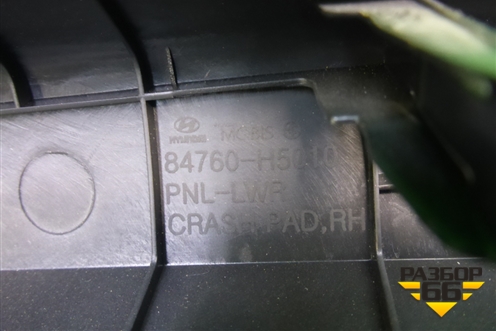 HYUNDAI MOBIS
84760-H5010
PNL-LWR
CRASH PAD,RH
РАЗБОР
66